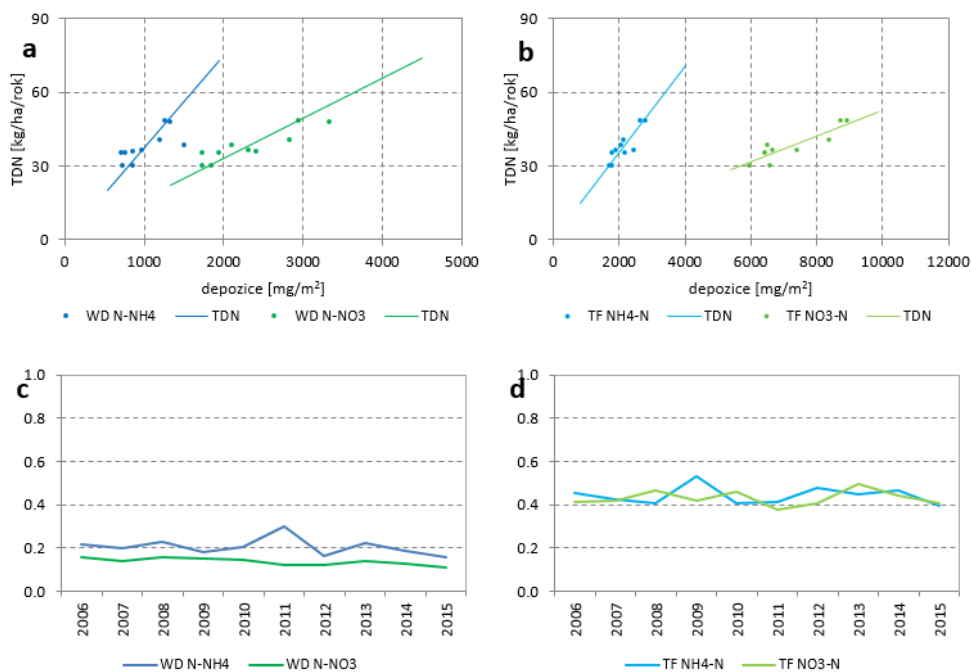 a
90
60
30
0
TDN [kg/ha/rok]
0 1000 2000 3000 4000 5000
depozice [mg/m²]
WD N-NH4 TDN WD N-NO3 TDN
b
90
60
30
0
TDN [kg/ha/rok]
0 2000 4000 6000 8000 10000 12000
depozice [mg/m²]
TF NH4-N TDN TF NO3-N TDN
c
1.0
0.8
0.6
0.4
0.2
0.0
2006 2007 2008 2009 2010 2011 2012 2013 2014 2015
WD N-NH4 WD N-NO3
d
1.0
0.8
0.6
0.4
0.2
0.0
2006 2007 2008 2009 2010 2011 2012 2013 2014 2015
TF NH4-N TF NO3-N